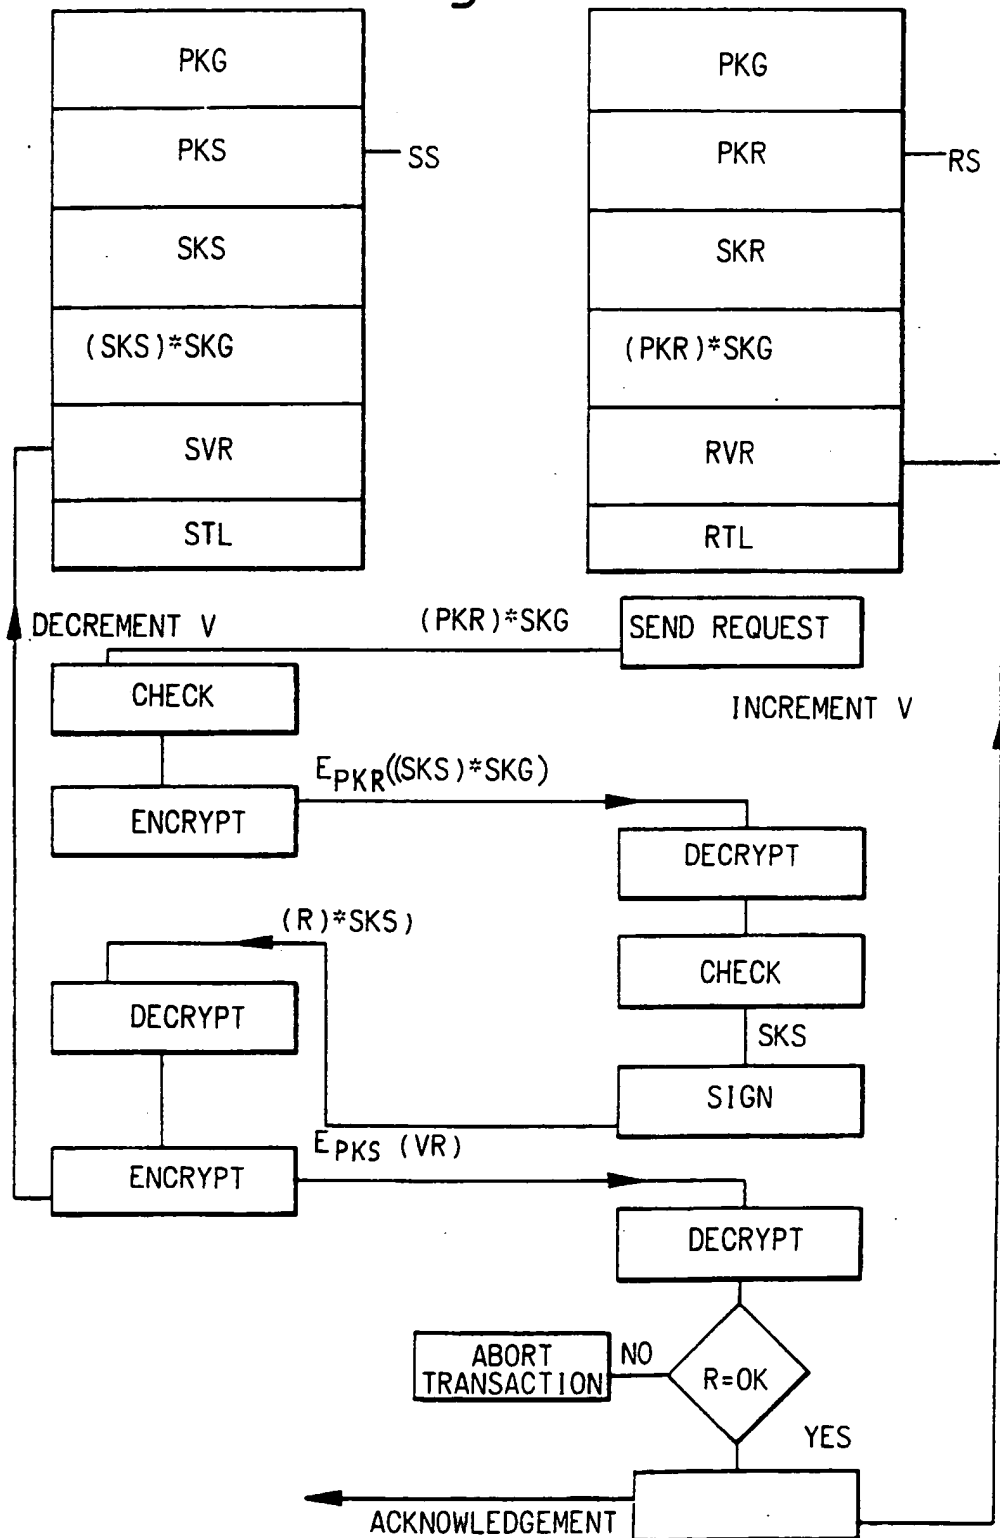 PKG
PKS
SS
SKS
(SKS)*SKG
SVR
STL
PKG
PKR
RS
SKR
(PKR)*SKG
RVR
RTL
DECREMENT V
(PKR)*SKG
SEND REQUEST
CHECK
INCREMENT V
EPKR((SKS)*SKG)
ENCRYPT
DECRYPT
(R)*SKS)
CHECK
DECRYPT
SKS
SIGN
EPKS (VR)
ENCRYPT
DECRYPT
ABORT
TRANSACTION
NO
R=OK
YES
ACKNOWLEDGEMENT